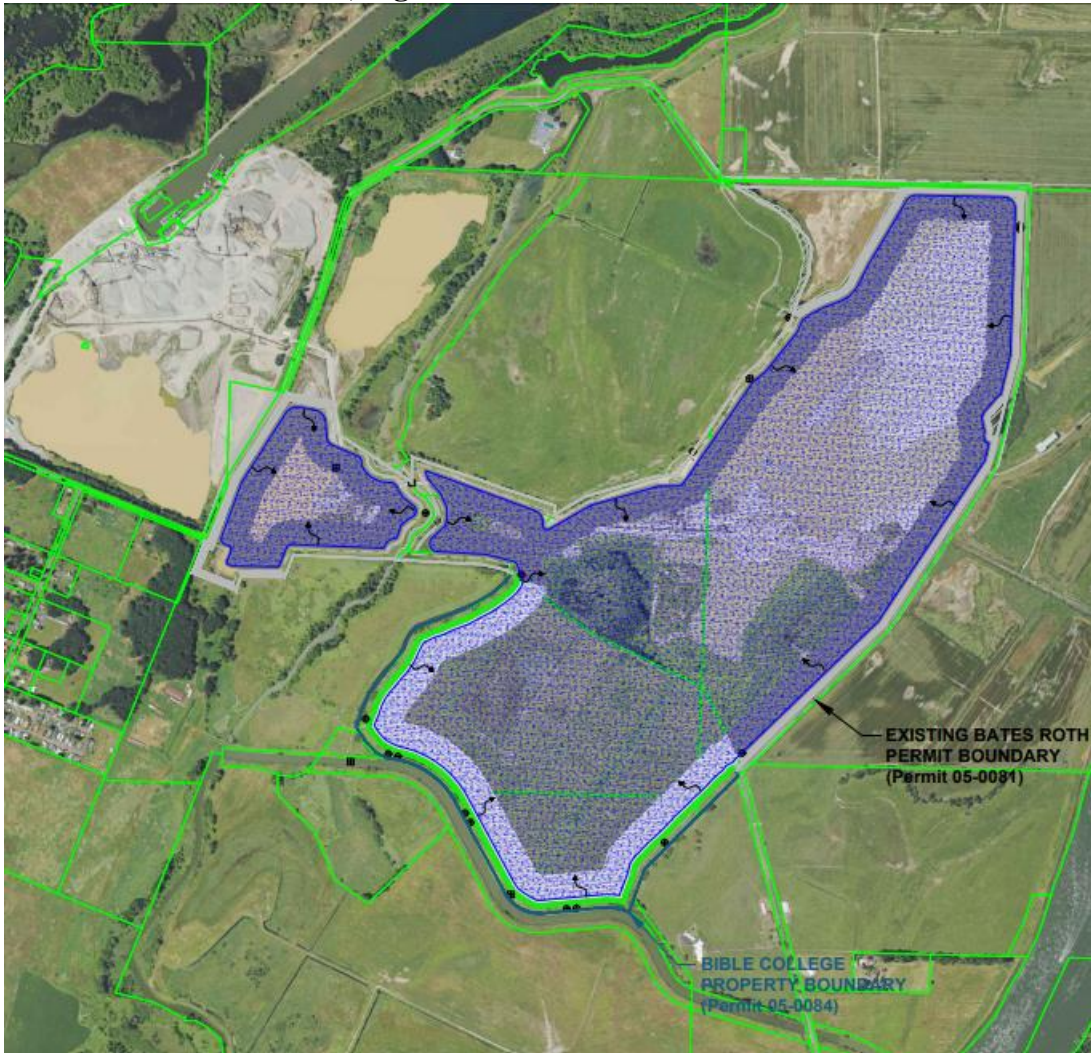 EXISTING BATES ROTH
PERMIT BOUNDARY
(Permit 05-0081)
BIBLE COLLEGE
PROPERTY BOUNDARY
(Permit 05-0084)